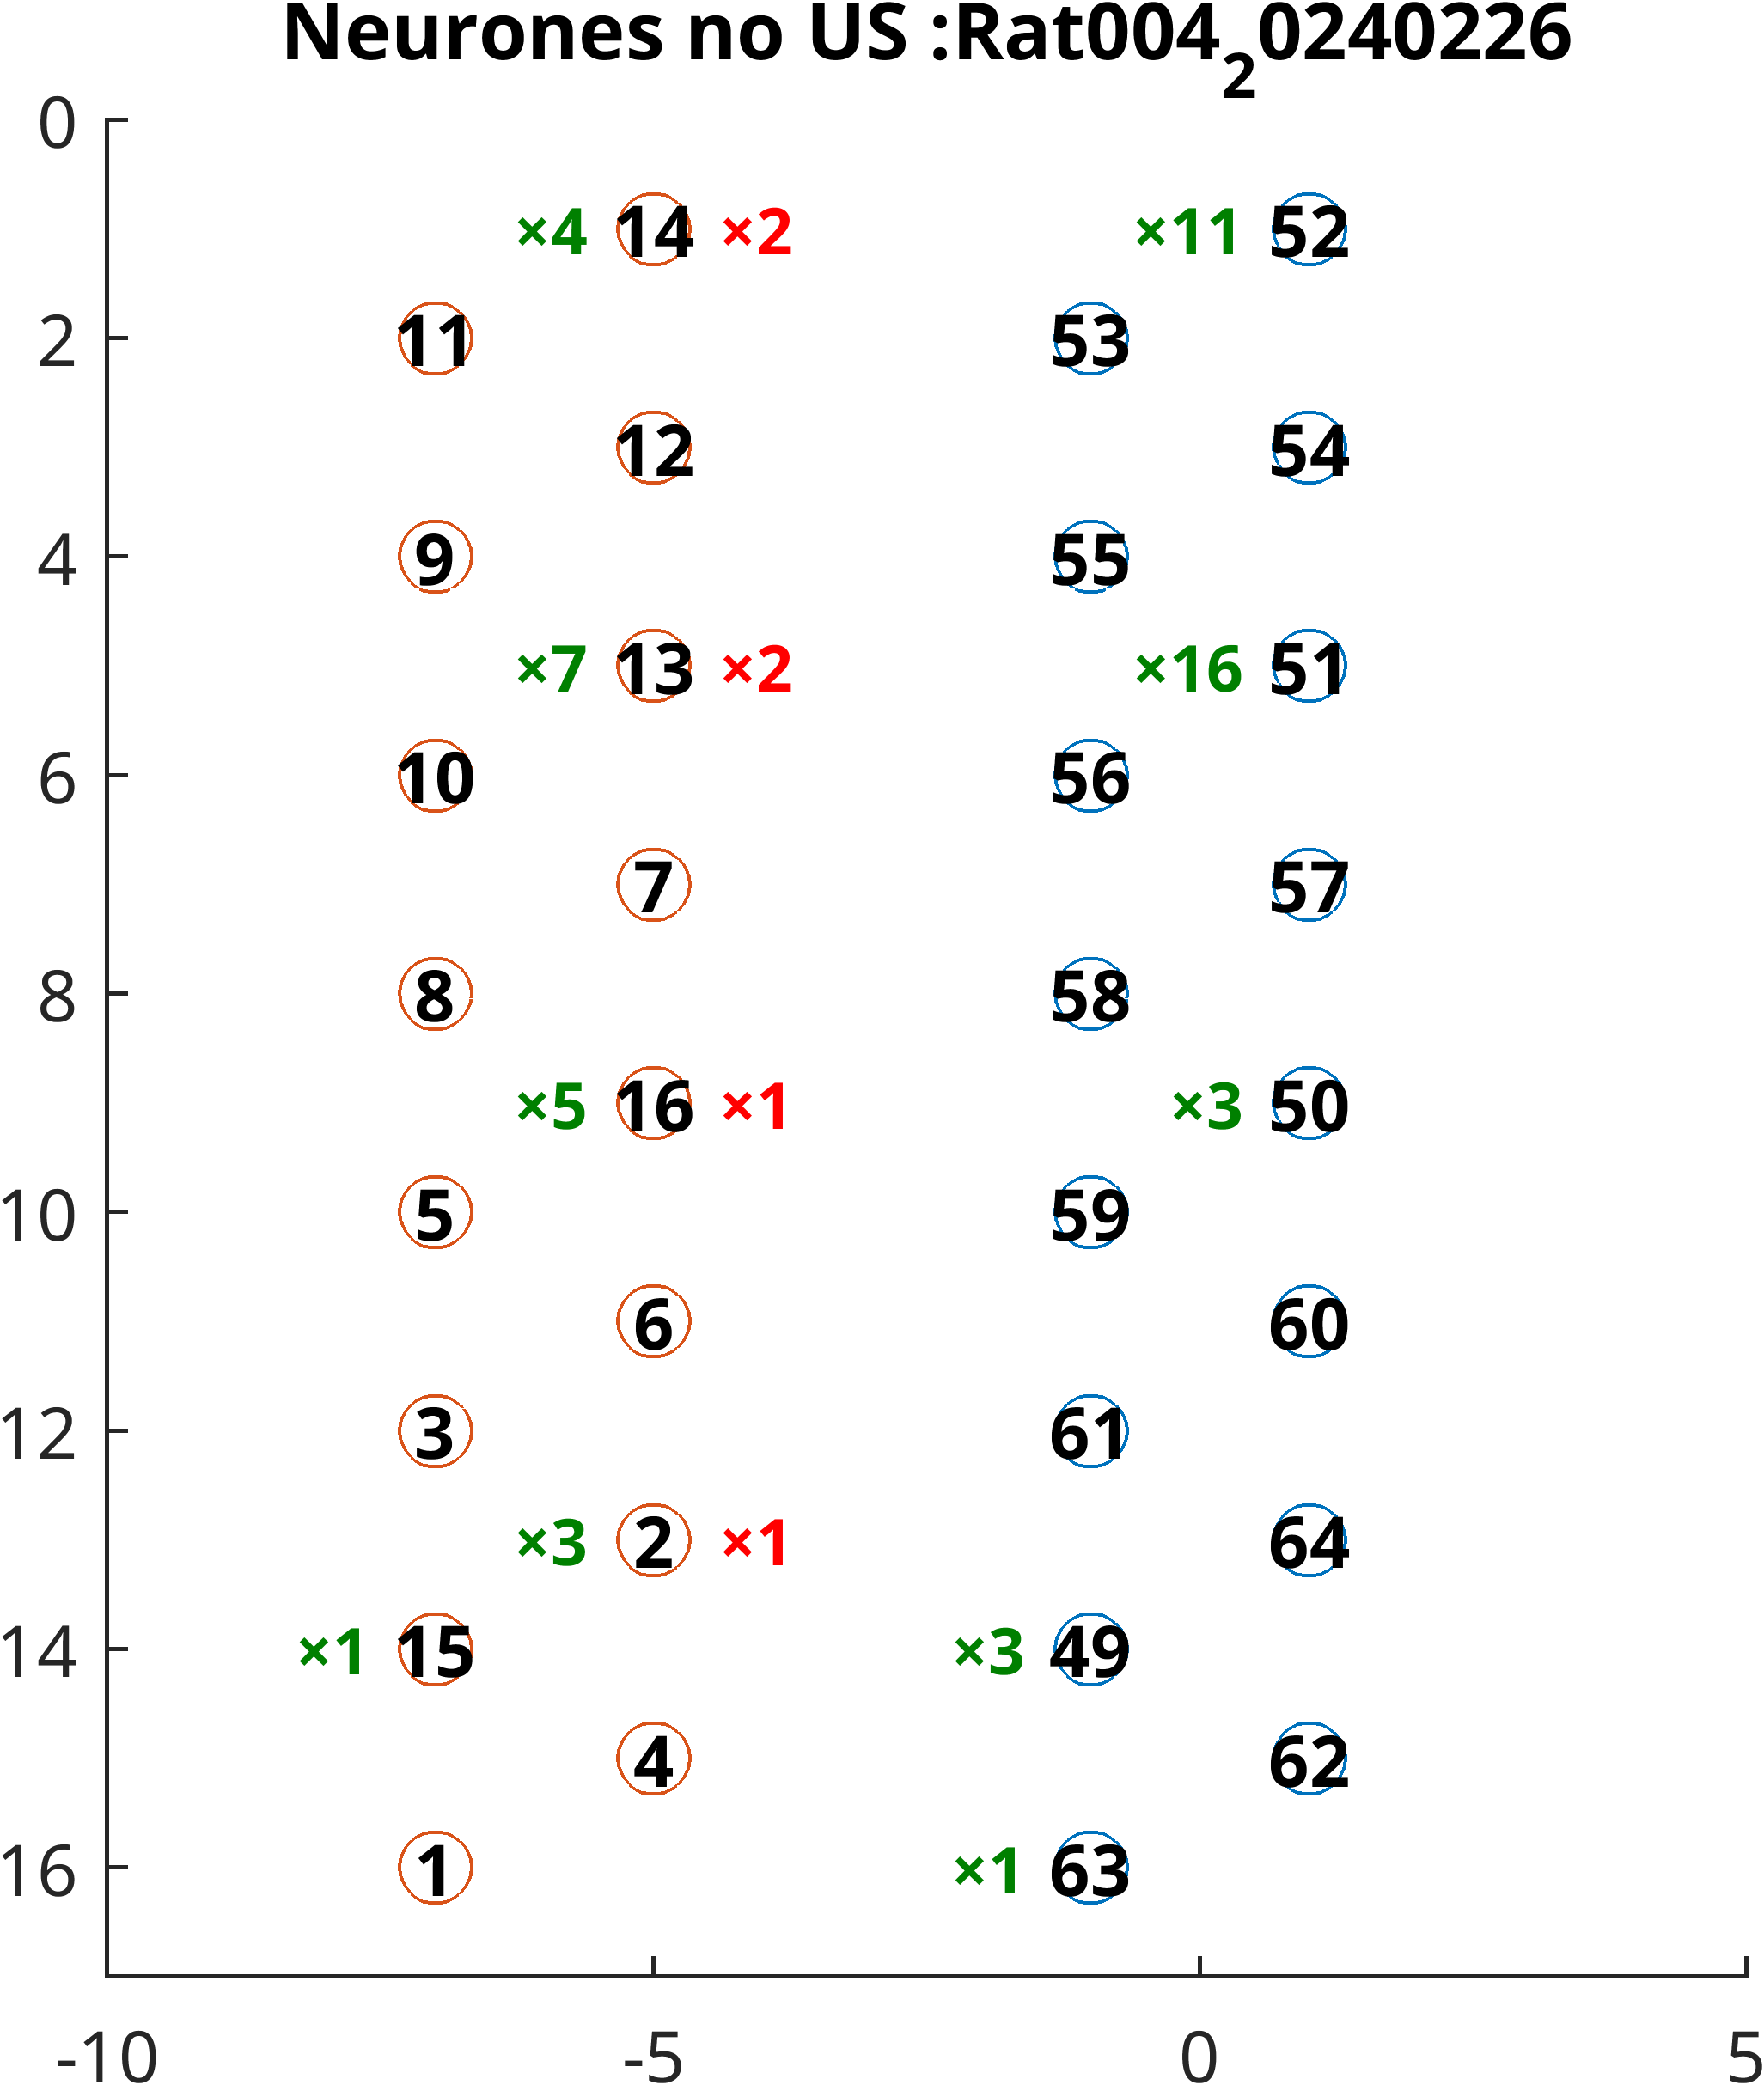 Neurones no US :Rat004₂0240226
0
×4 14 ×2 ×11 52
2 11 53
12 54
4 9 55
×7 13 ×2 ×16 51
6 10 56
7 57
8 8 58
×5 16 ×1 ×3 50
10 5 59
6 60
12 3 61
×3 2 ×1 64
14 ×1 15 ×3 49
4 62
16 1 ×1 63
-10 -5 0 5